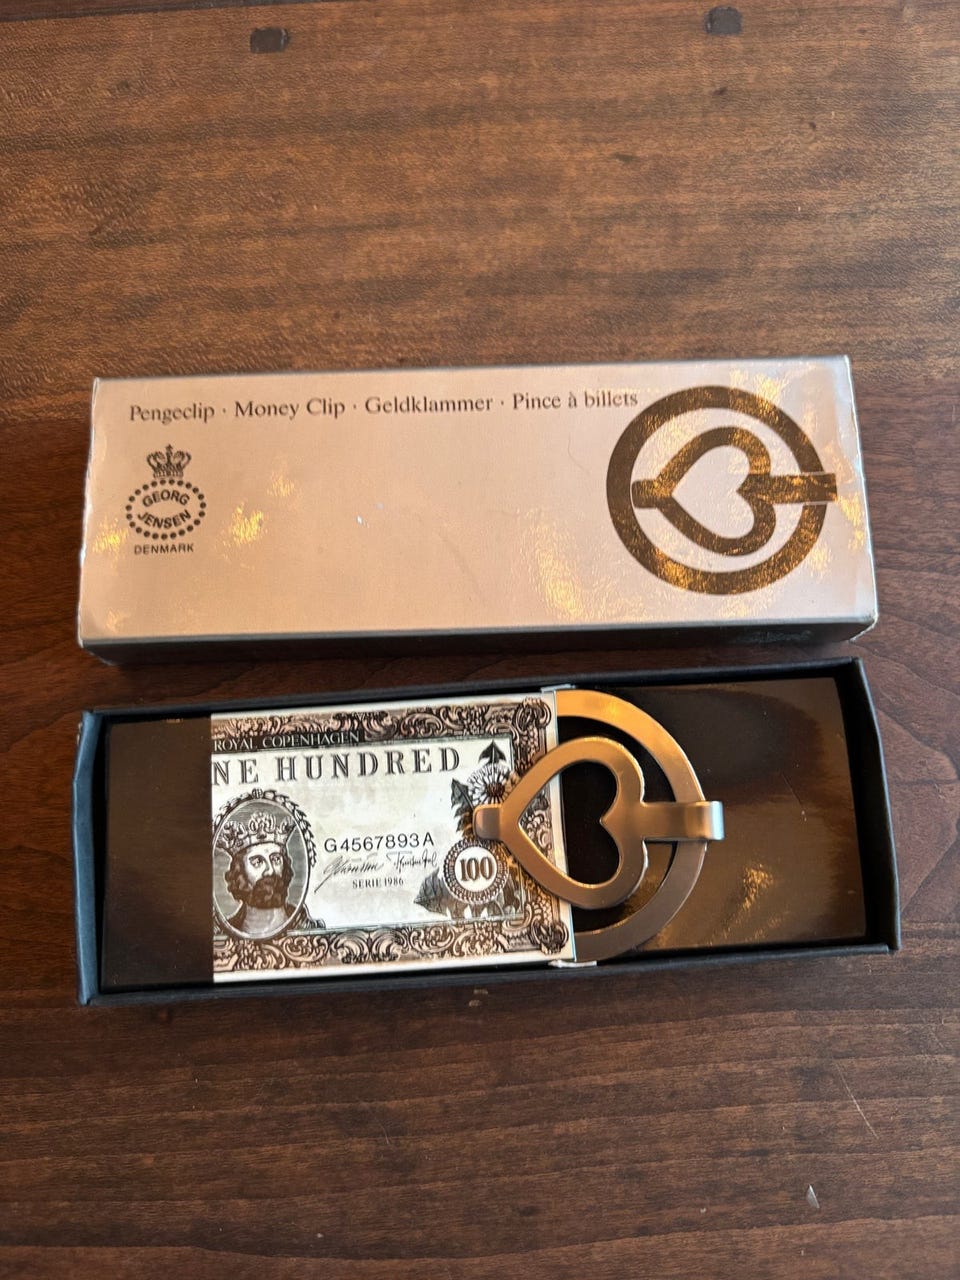 Pengeclip · Money Clip · Geldklammer · Pince à billets
GEORG
JENSEN
DENMARK
ROYAL COPENHAGEN
NE HUNDRED
G4567893A
SERIE 1986
100